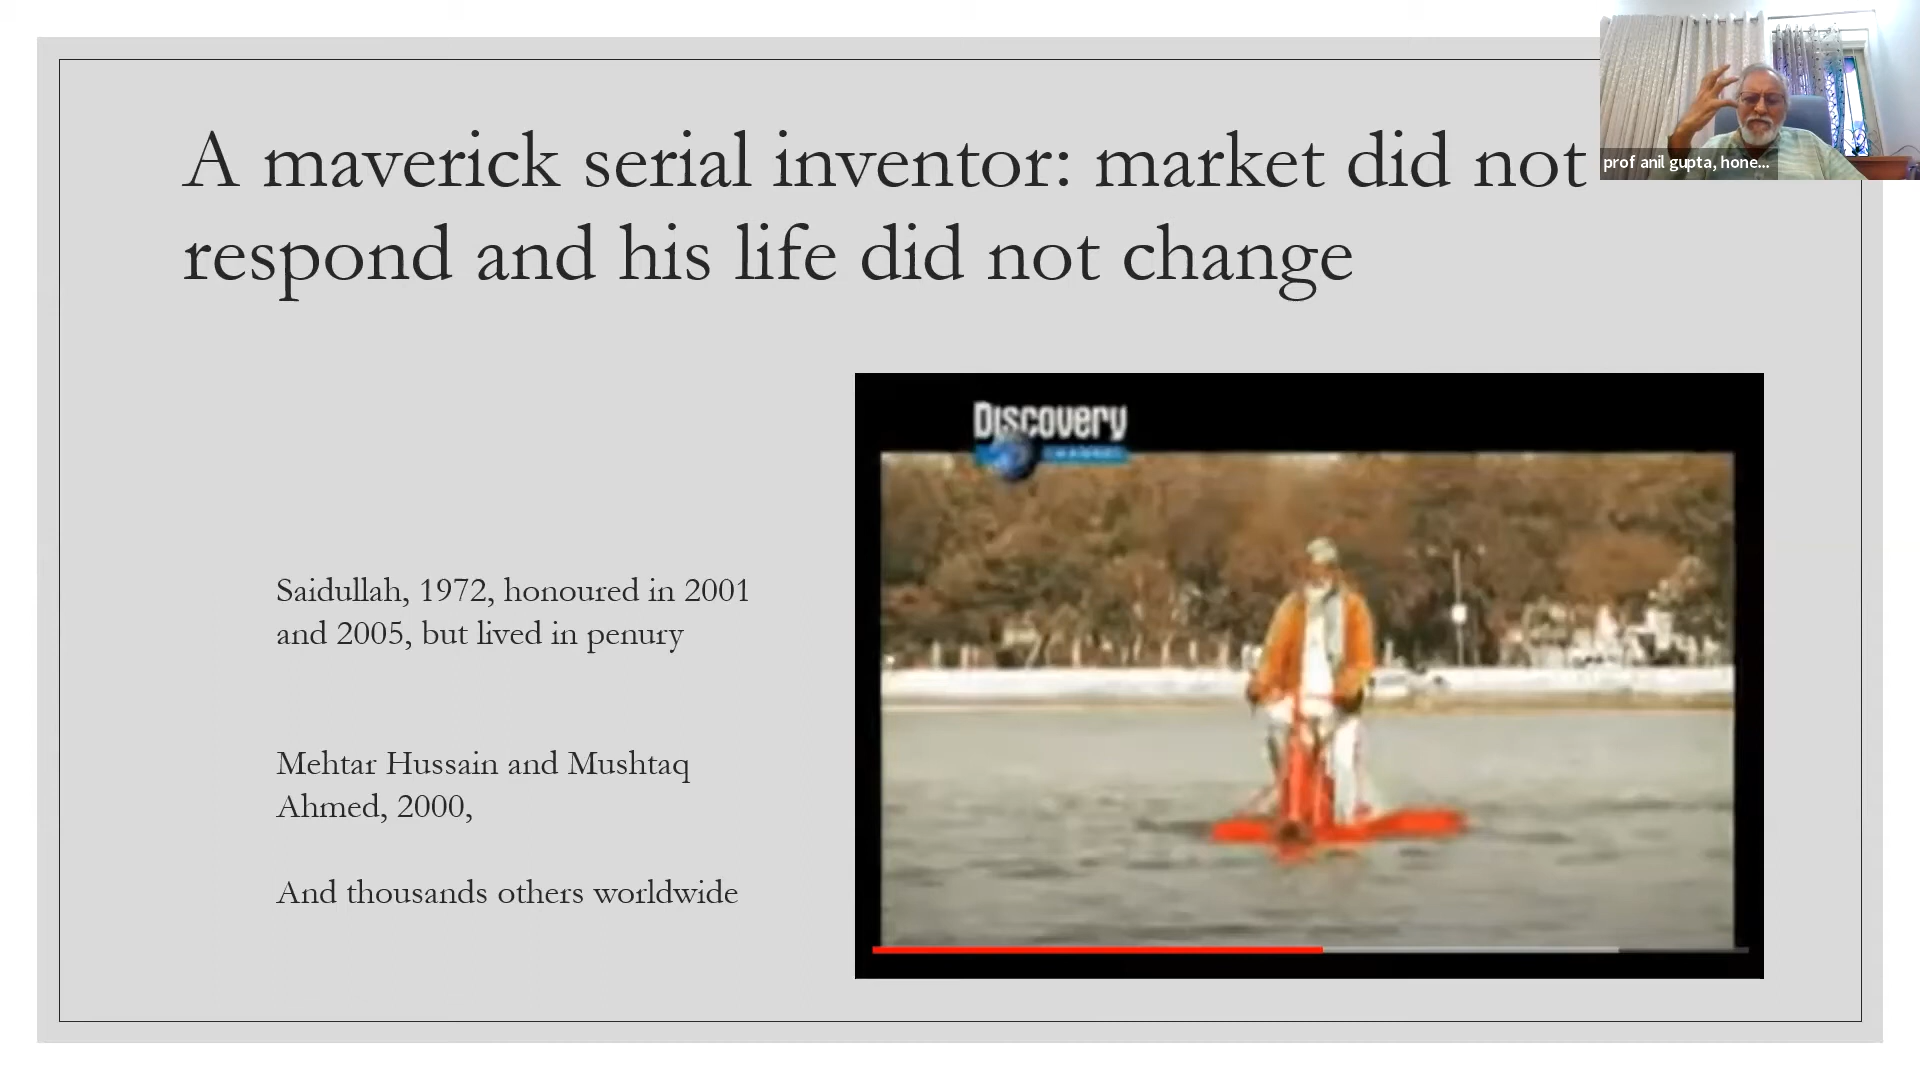 A maverick serial inventor: market did not
respond and his life did not change
prof anil gupta, hone...
Discovery
CHANNEL
Saidullah, 1972, honoured in 2001
and 2005, but lived in penury
Mehtar Hussain and Mushtaq
Ahmed, 2000,
And thousands others worldwide